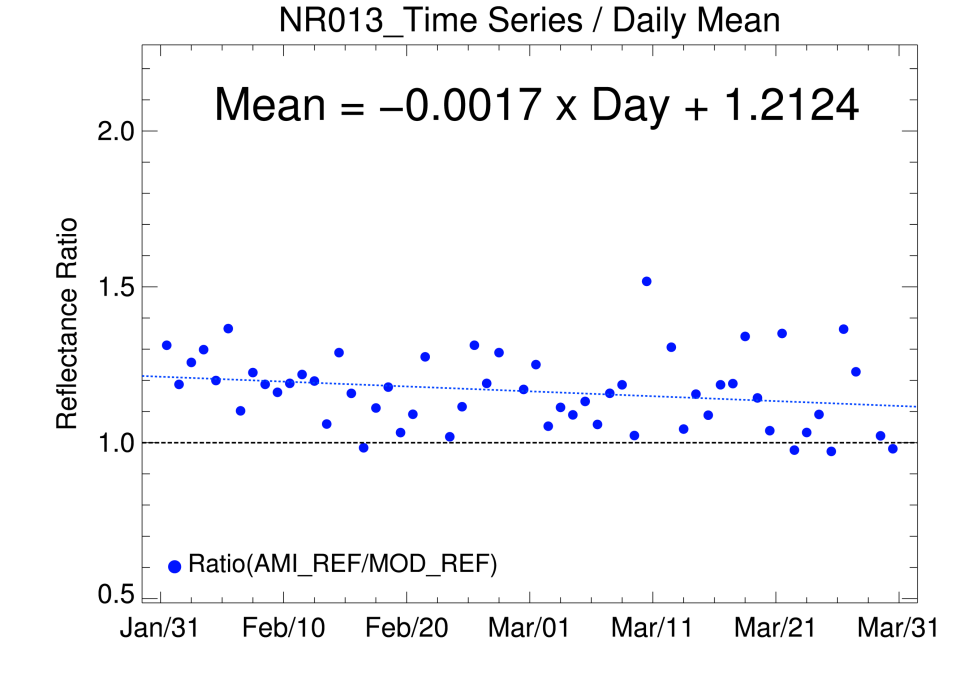 NR013_Time Series / Daily Mean
Mean = −0.0017 x Day + 1.2124
Reflectance Ratio
2.0
1.5
1.0
0.5
Ratio(AMI_REF/MOD_REF)
Jan/31 Feb/10 Feb/20 Mar/01 Mar/11 Mar/21 Mar/31